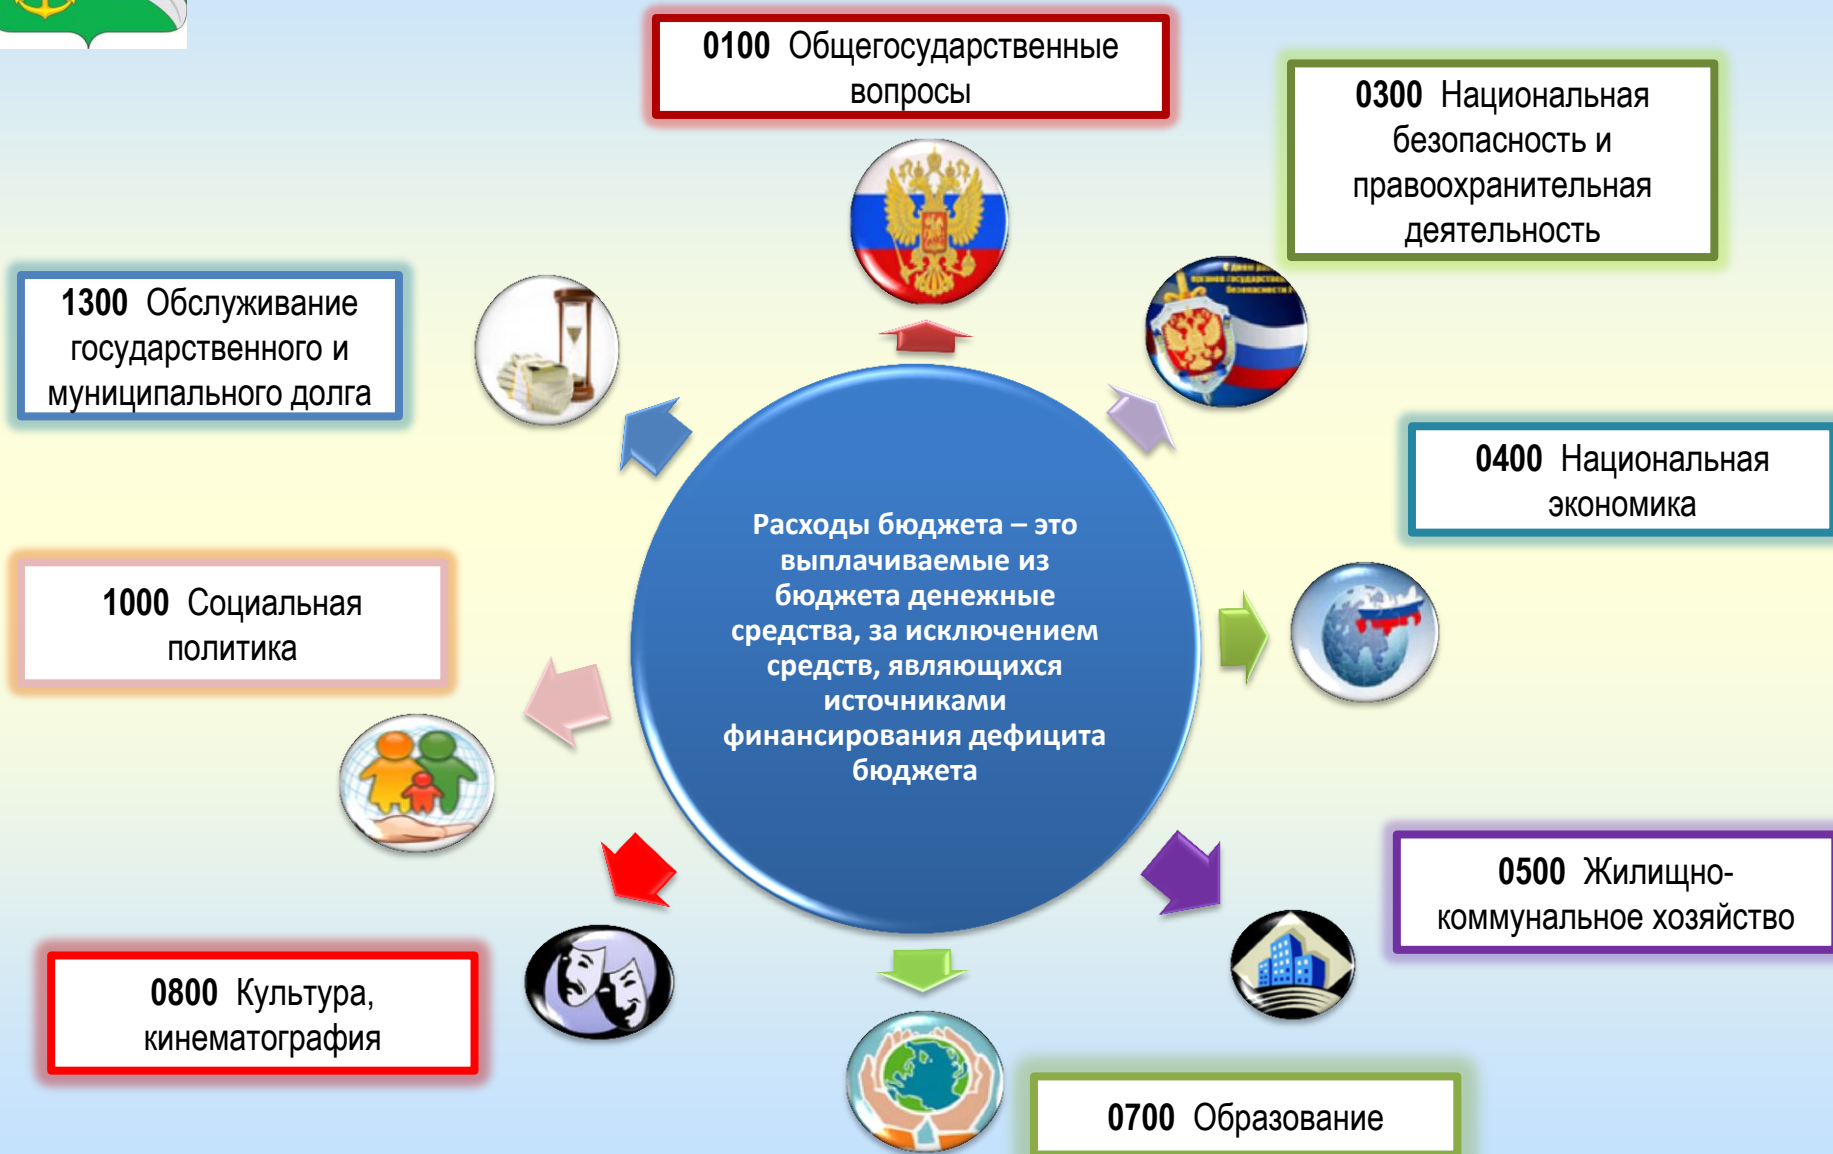 0100 Общегосударственные
вопросы
0300 Национальная
безопасность и
правоохранительная
деятельность
1300 Обслуживание
государственного и
муниципального долга
0400 Национальная
экономика
Расходы бюджета – это
выплачиваемые из
бюджета денежные
средства, за исключением
средств, являющихся
источниками
финансирования дефицита
бюджета
1000 Социальная
политика
0500 Жилищно-
коммунальное хозяйство
0800 Культура,
кинематография
0700 Образование